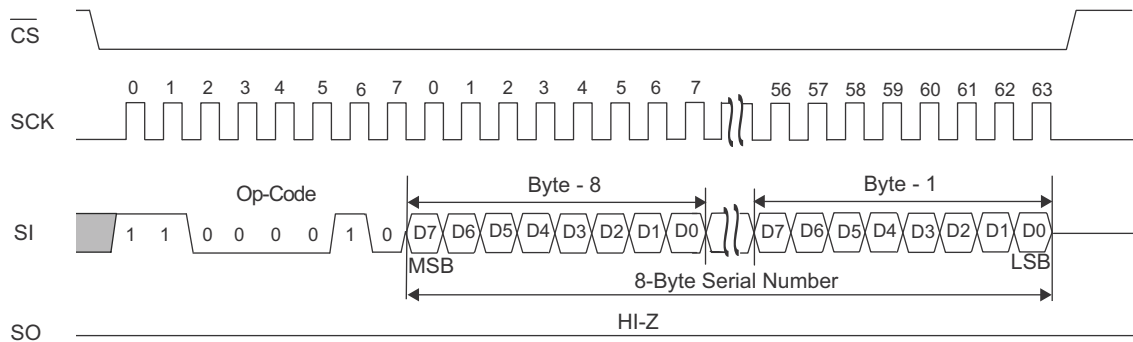 CS
0 1 2 3 4 5 6 7 0 1 2 3 4 5 6 7 56 57 58 59 60 61 62 63
SCK
Op-Code Byte - 8 Byte - 1
SI 1 1 0 0 0 0 1 0 D7 D6 D5 D4 D3 D2 D1 D0 D7 D6 D5 D4 D3 D2 D1 D0
MSB LSB
8-Byte Serial Number
HI-Z
SO